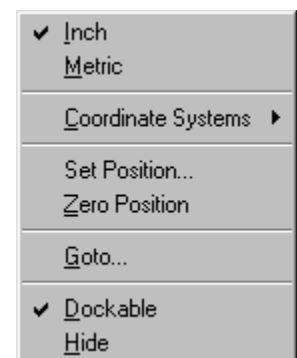 Inch
Metric
Coordinate Systems
Set Position...
Zero Position
Goto...
Dockable
Hide